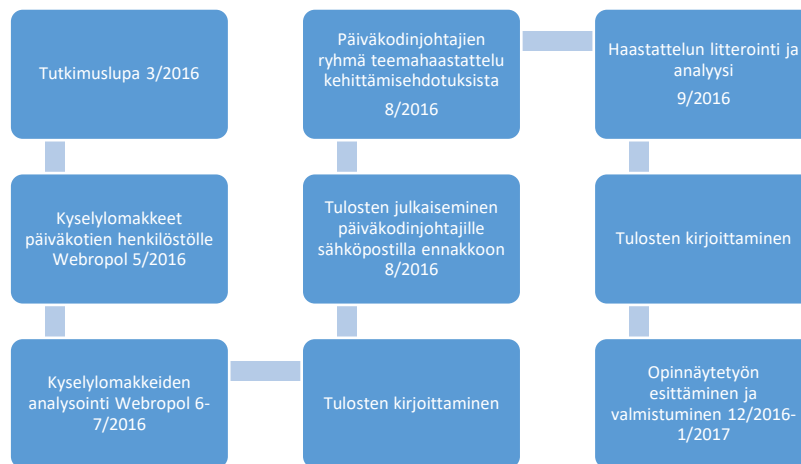 Tutkimuslupa 3/2016
Kyselylomakkeet
päiväkotien henkilöstölle
Webropol 5/2016
Kyselylomakkeiden
analysointi Webropol 6-
7/2016
Tulosten kirjoittaminen
Tulosten julkaiseminen
päiväkodinjohtajille
sähköpostilla ennakkoon
8/2016
Päiväkodinjohtajien
ryhmä teemahaastattelu
kehittämisehdotuksista
8/2016
Haastattelun litterointi ja
analyysi
9/2016
Tulosten kirjoittaminen
Opinnäytetyön
esittäminen ja
valmistuminen 12/2016-
1/2017